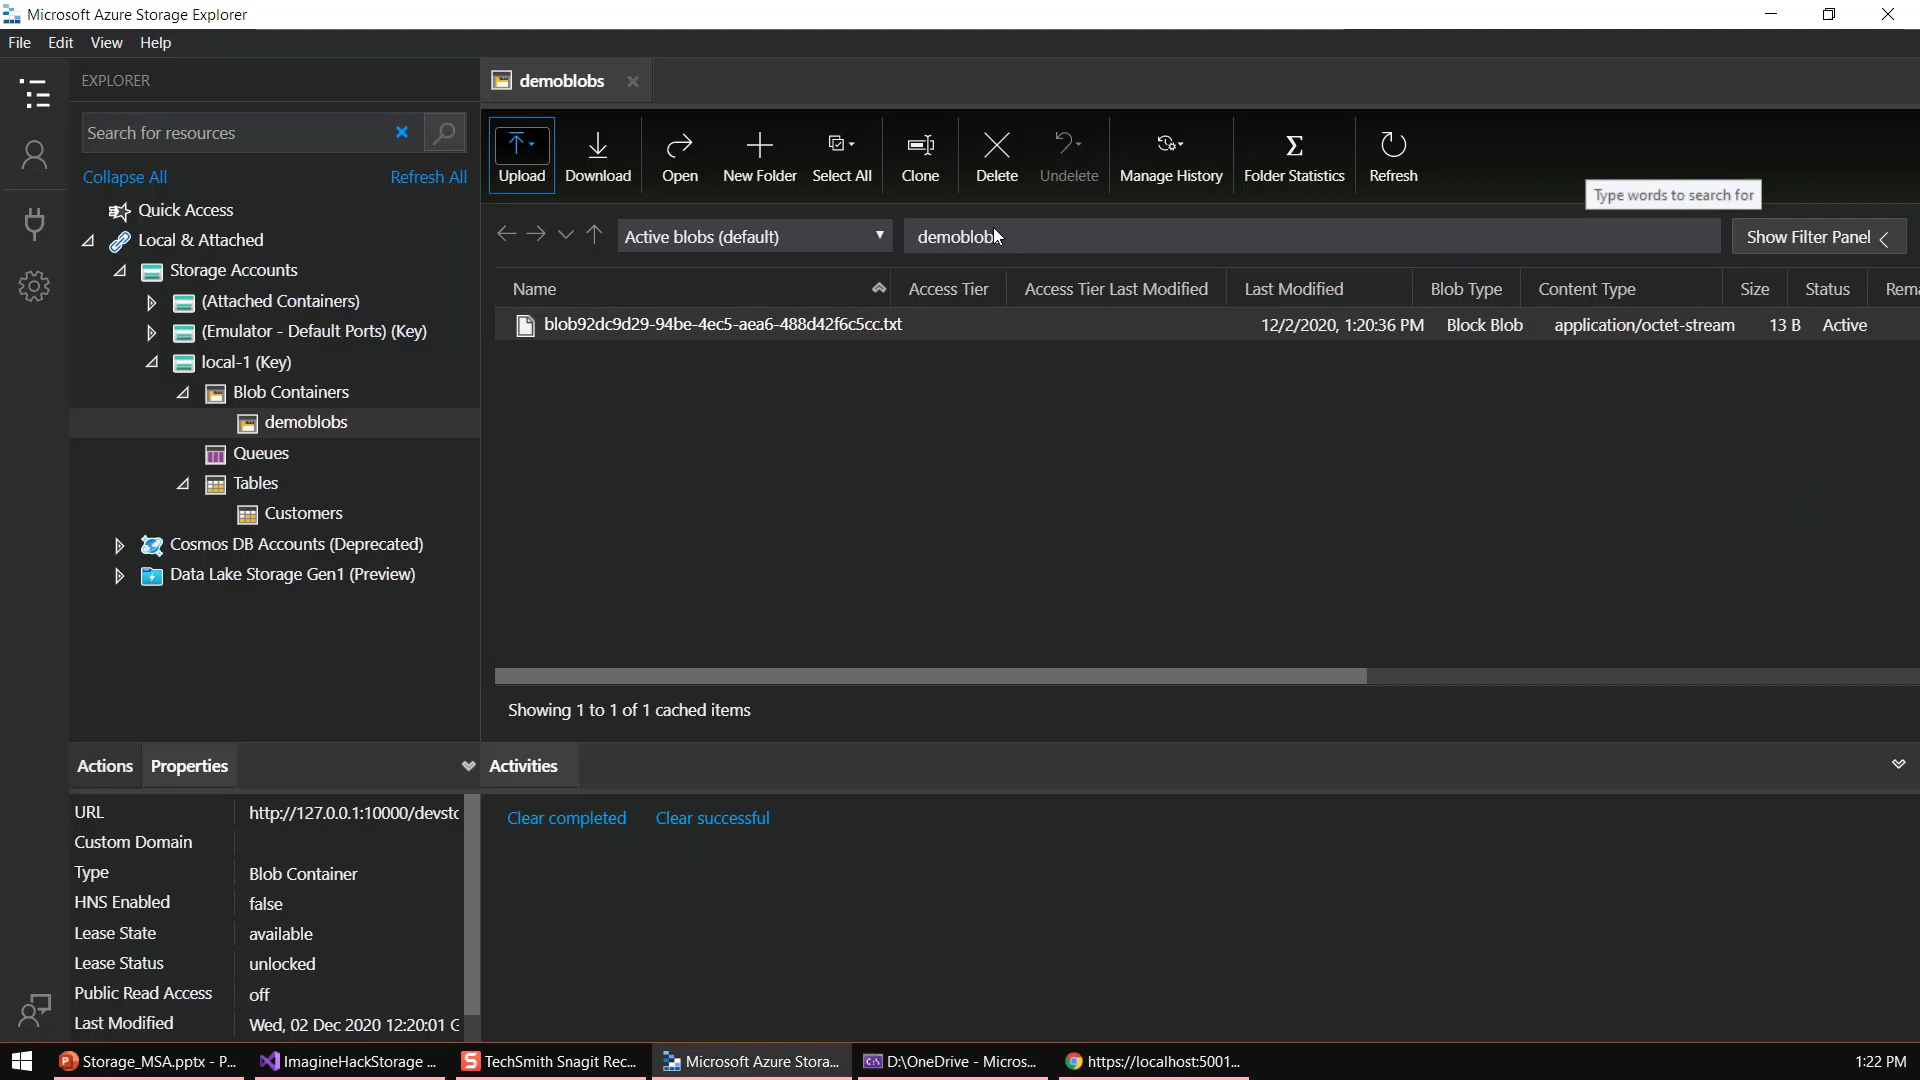 Microsoft Azure Storage Explorer
File Edit View Help
EXPLORER
demoblobs
Search for resources
Upload Download Open New Folder Select All Clone Delete Undelete Manage History Folder Statistics Refresh
Collapse All Refresh All
Type words to search for
Quick Access
Local & Attached
Active blobs (default) demoblobs Show Filter Panel
Storage Accounts
Name Access Tier Access Tier Last Modified Last Modified Blob Type Content Type Size Status Rema
(Attached Containers)
blob92dc9d29-94be-4ec5-aea6-488d42f6c5cc.txt 12/2/2020, 1:20:36 PM Block Blob application/octet-stream 13 B Active
(Emulator - Default Ports) (Key)
local-1 (Key)
Blob Containers
demoblobs
Queues
Tables
Customers
Cosmos DB Accounts (Deprecated)
Data Lake Storage Gen1 (Preview)
Showing 1 to 1 of 1 cached items
Actions Properties
Activities
URL http://127.0.0.1:10000/devstc
Custom Domain
Type Blob Container
HNS Enabled false
Lease State available
Lease Status unlocked
Public Read Access off
Last Modified Wed, 02 Dec 2020 12:20:01 G
Clear completed Clear successful
Storage_MSA.pptx - P... ImagineHackStorage ... TechSmith Snagit Rec... Microsoft Azure Stora... D:\OneDrive - Micros... https://localhost:5001... 1:22 PM